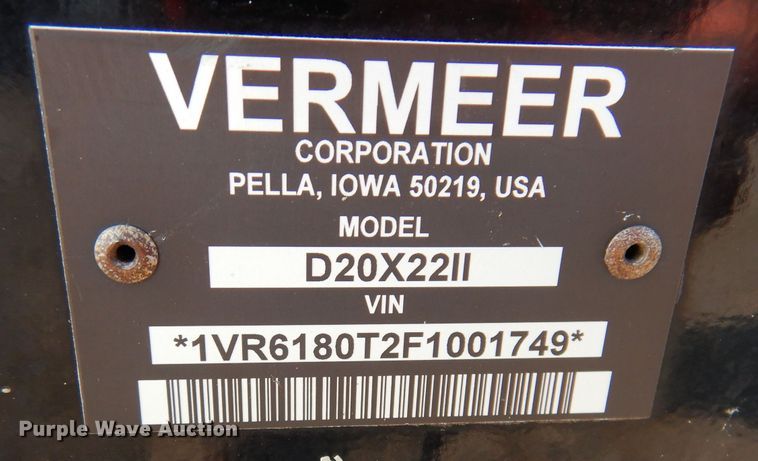 VERMEER
CORPORATION
PELLA, IOWA 50219, USA
MODEL
D20X22II
VIN
*1VR6180T2F1001749*
Purple Wave Auction